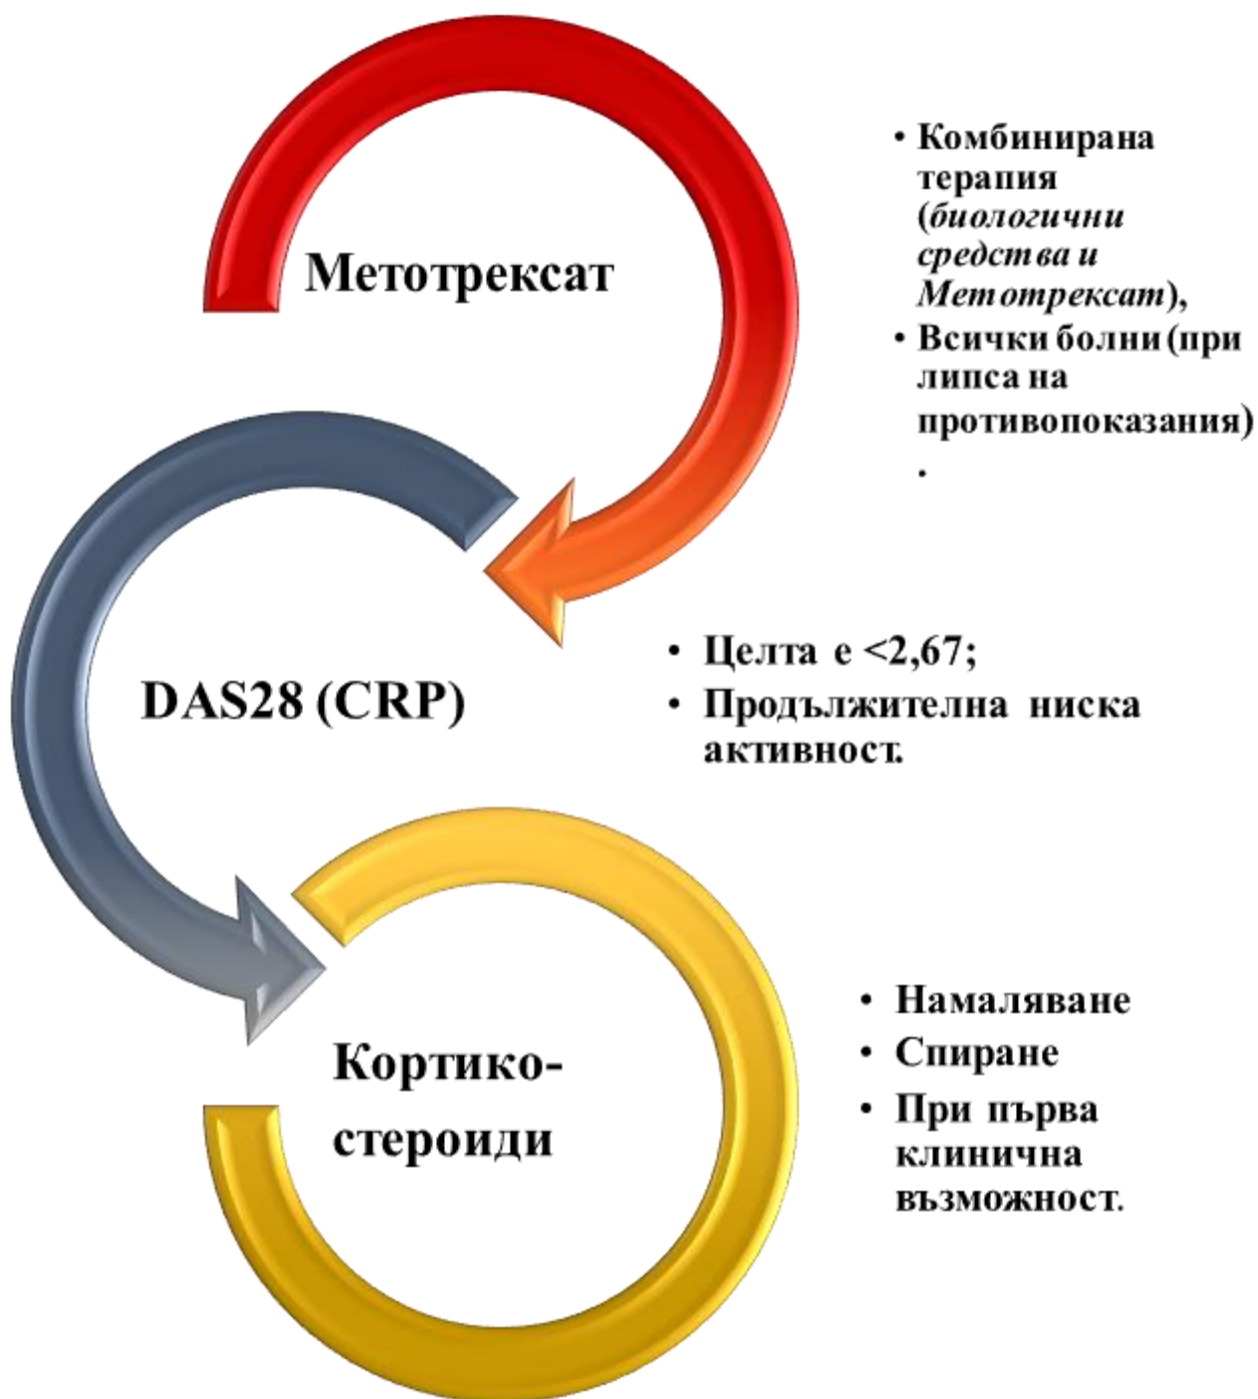 Метотрексат
• Комбинирана
терапия
(биологични
средства и
Метотрексат),
• Всички болни (при
липса на
противопоказания)
.
DAS28 (CRP)
• Целта е <2,67;
• Продължителна ниска
активност.
Кортико-
стероиди
• Намаляване
• Спиране
• При първа
клинична
възможност.